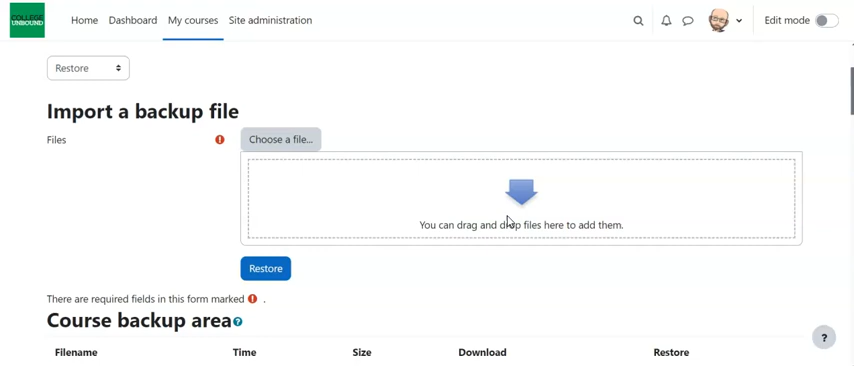 COLLEGE
UNBOUND
Home Dashboard My courses Site administration Edit mode
Restore
Import a backup file
Files Choose a file...
You can drag and drop files here to add them.
Restore
There are required fields in this form marked .
Course backup area
Filename Time Size Download Restore